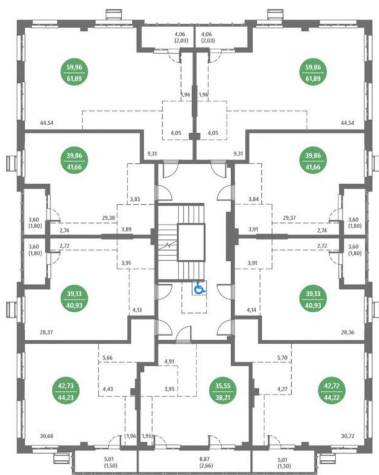 4,06 4,06
(2,03) (2,03)
59,96 59,86
61,89 61,89
1,96 1,96
44,54 4,05 4,05 44,54
39,86 9,31 9,31 39,86
41,66 41,66
3,85 3,84
3,60 29,38 29,37 3,60
(1,80) 2,74 3,89 3,91 2,74 (1,80)
3,60 2,72 2,72 3,60
(1,80) 3,91 3,91 (1,80)
39,13 39,13
40,93 40,93
4,13 4,14
28,37 28,36
5,66 4,91 5,70
42,73 4,43 3,95 35,55 4,27 42,72
44,23 38,21 44,22
30,68 1,96 1,95 30,72
5,01 8,87 5,01
(1,50) (2,66) (1,50)